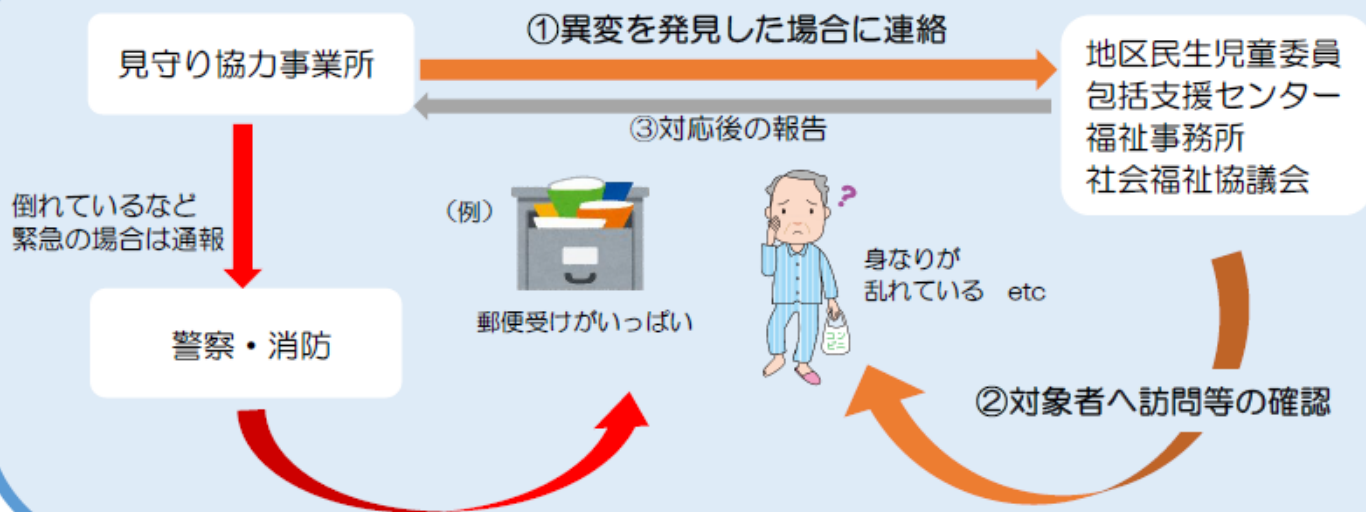 ①異変を発見した場合に連絡
見守り協力事業所
地区民生児童委員
包括支援センター
福祉事務所
社会福祉協議会
③対応後の報告
倒れているなど
緊急の場合は通報
（例）
郵便受けがいっぱい
?
身なりが
乱れている　etc
コン
ビニ
警察・消防
②対象者へ訪問等の確認